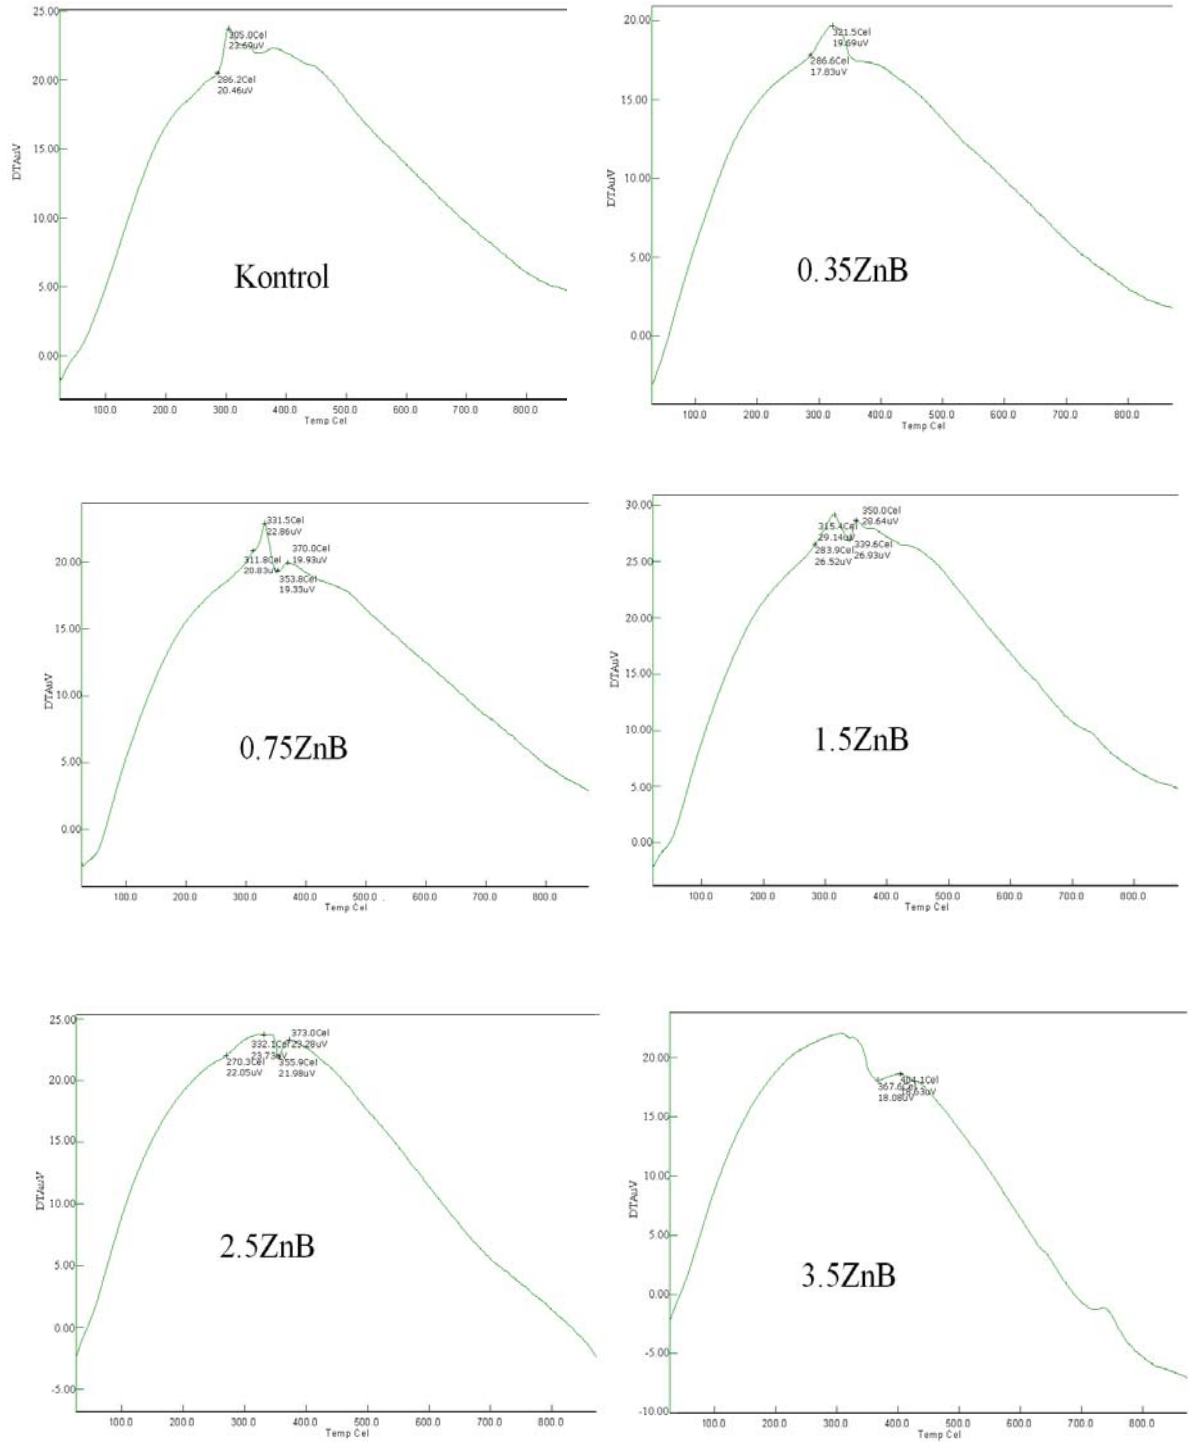 25.00
20.00
15.00
10.00
5.00
0.00
DTAuV
305.0Cel
23.69uV
286.2Cel
20.46uV
Kontrol
100.0 200.0 300.0 400.0 500.0 600.0 700.0 800.0
Temp Cel
20.00
15.00
10.00
5.00
0.00
DTAuV
321.5Cel
19.69uV
286.6Cel
17.83uV
0.35ZnB
100.0 200.0 300.0 400.0 500.0 600.0 700.0 800.0
Temp Cel
20.00
15.00
10.00
5.00
0.00
DTAuV
331.5Cel
22.86uV
311.8Cel
20.83uV
370.0Cel
19.93uV
353.8Cel
19.35uV
0.75ZnB
100.0 200.0 300.0 400.0 500.0 600.0 700.0 800.0
Temp Cel
30.00
25.00
20.00
15.00
10.00
5.00
0.00
DTAuV
350.0Cel
28.64uV
315.4Cel
29.14uV
339.6Cel
26.93uV
283.9Cel
26.52uV
1.5ZnB
100.0 200.0 300.0 400.0 500.0 600.0 700.0 800.0
Temp Cel
25.00
20.00
15.00
10.00
5.00
0.00
-5.00
DTAuV
373.0Cel
23.28uV
332.1Cel
23.73uV
270.3Cel
22.05uV
355.9Cel
21.98uV
2.5ZnB
100.0 200.0 300.0 400.0 500.0 600.0 700.0 800.0
Temp Cel
20.00
15.00
10.00
5.00
0.00
-5.00
-10.00
DTAuV
404.1Cel
18.63uV
367.6Cel
18.08uV
3.5ZnB
100.0 200.0 300.0 400.0 500.0 600.0 700.0 800.0
Temp Cel